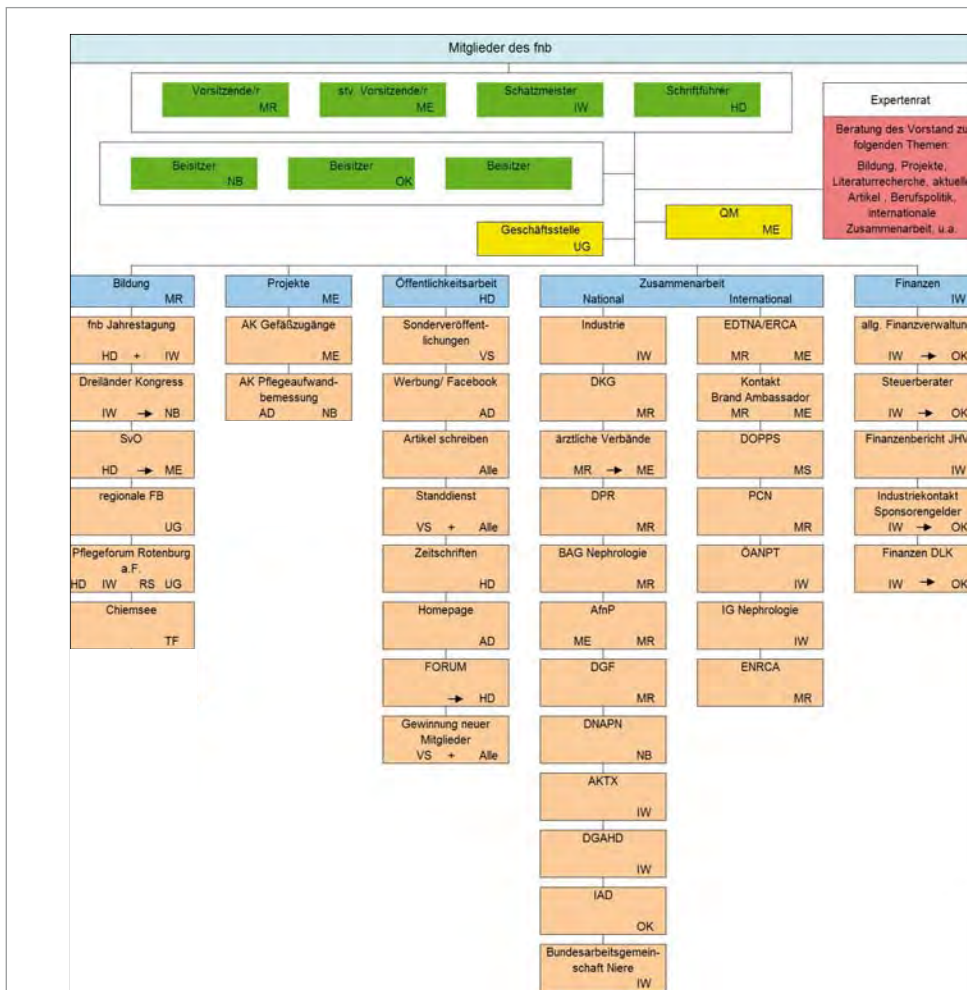 Mitglieder des fnb
Vorsitzende/r
MR
stv. Vorsitzende/r
ME
Schatzmeister
IW
Schriftführer
HD
Expertenrat
Beratung des Vorstand zu
folgenden Themen:
Bildung, Projekte,
Literaturrecherche, aktuelle
Artikel , Berufspolitik,
internationale
Zusammenarbeit, u.a.
Beisitzer
NB
Beisitzer
OK
Beisitzer
QM
ME
Geschäftsstelle
UG
Bildung
MR
fnb Jahrestagung
HD + IW
Dreiländer Kongress
IW → NB
SvO
HD → ME
regionale FB
UG
Pflegeforum Rotenburg
a.F.
HD IW RS UG
Chiemsee
TF
Projekte
ME
AK Gefäßzugänge
ME
AK Pflegeaufwand-
bemessung
AD NB
Öffentlichkeitsarbeit
HD
Sonderveröffent-
lichungen
VS
Werbung/ Facebook
AD
Artikel schreiben
Alle
Standdienst
VS + Alle
Zeitschriften
HD
Homepage
AD
FORUM
→ HD
Gewinnung neuer
Mitglieder
VS + Alle
Zusammenarbeit
National International
Industrie
IW
DKG
MR
ärztliche Verbände
MR → ME
DPR
MR
BAG Nephrologie
MR
AfnP
ME MR
DGF
MR
DNAPN
NB
AKTX
IW
DGAHD
IW
IAD
OK
Bundesarbeitsgemein-
schaft Niere
IW
EDTNA/ERCA
MR ME
Kontakt
Brand Ambassador
MR ME
DOPPS
MS
PCN
MR
ÖANPT
IW
IG Nephrologie
IW
ENRCA
MR
Finanzen
IW
allg. Finanzverwaltun
IW → OK
Steuerberater
IW → OK
Finanzenbericht JHV
IW
Industriekontakt
Sponsorengelder
IW → OK
Finanzen DLK
IW → OK